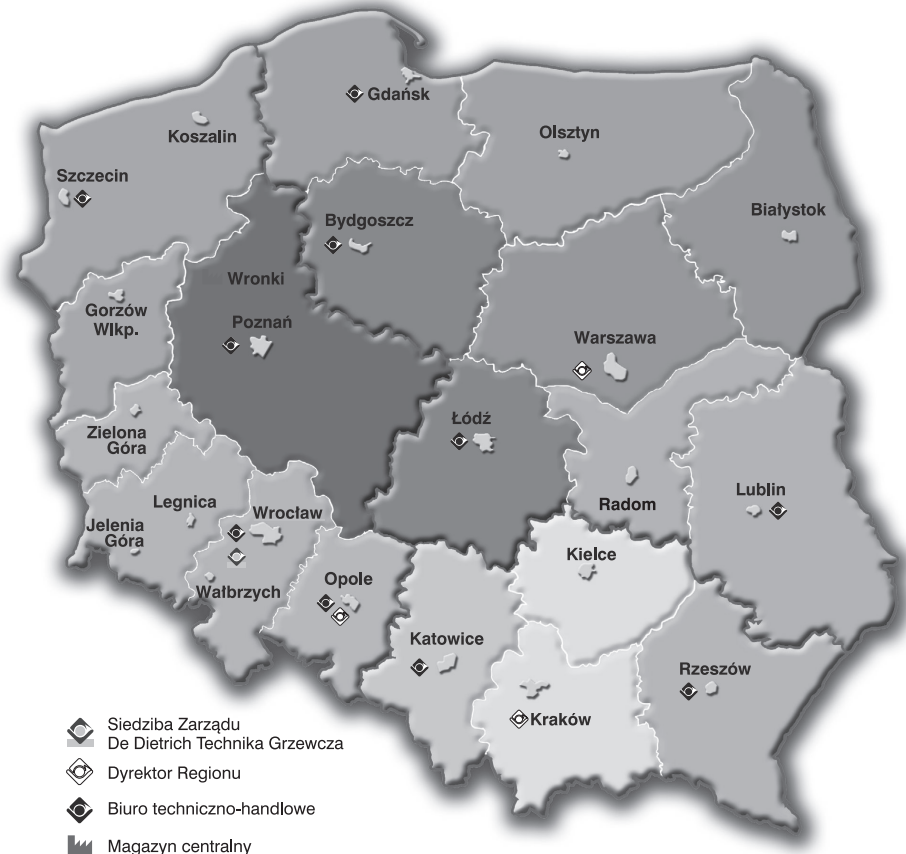 Gdańsk
Koszalin
Olsztyn
Szczecin
Białystok
Bydgoszcz
Wronki
Gorzów
Wlkp.
Poznań
Warszawa
Łódź
Zielona
Góra
Legnica
Wrocław
Radom
Lublin
Jelenia
Góra
Kielce
Wałbrzych
Opole
Katowice
Rzeszów
Kraków
Siedziba Zarządu
De Dietrich Technika Grzewcza
Dyrektor Regionu
Biuro techniczno-handlowe
Magazyn centralny